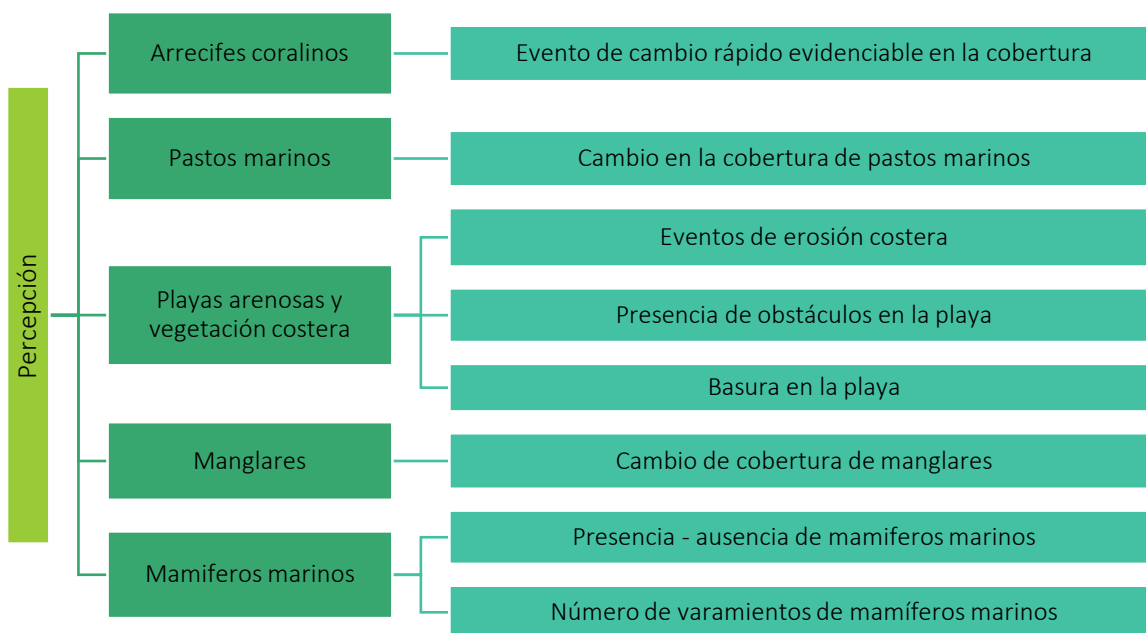 Percepción
Arrecifes coralinos
Evento de cambio rápido evidenciable en la cobertura
Pastos marinos
Cambio en la cobertura de pastos marinos
Playas arenosas y
vegetación costera
Eventos de erosión costera
Presencia de obstáculos en la playa
Basura en la playa
Manglares
Cambio de cobertura de manglares
Mamiferos marinos
Presencia - ausencia de mamiferos marinos
Número de varamientos de mamíferos marinos